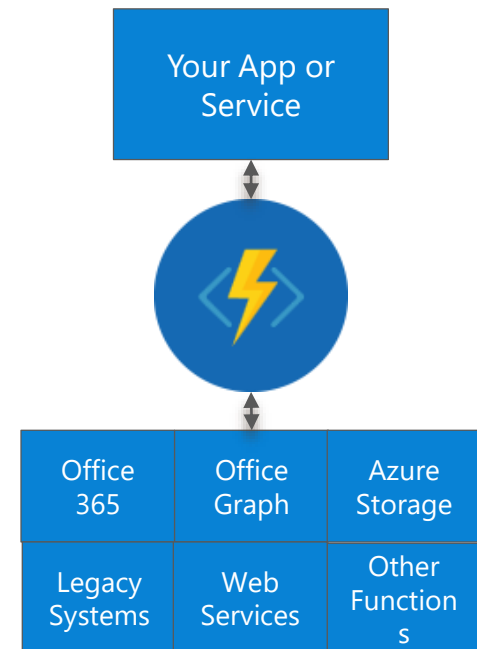 Your App or
Service
Office
365
Office
Graph
Azure
Storage
Legacy
Systems
Web
Services
Other
Function
s